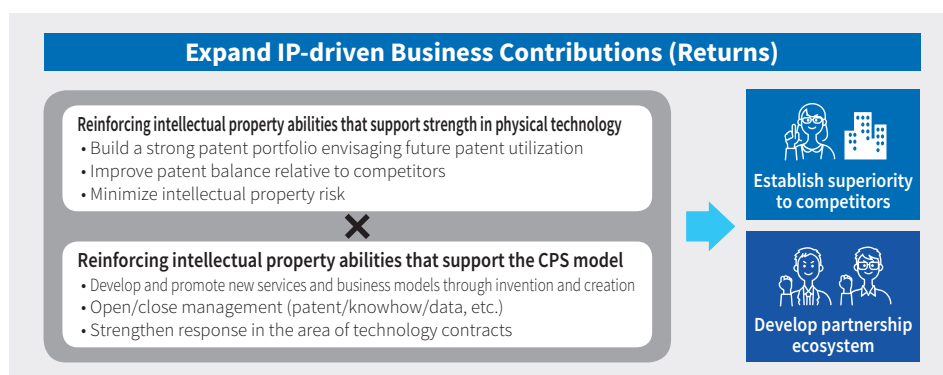 Expand IP-driven Business Contributions (Returns)
Reinforcing intellectual property abilities that support strength in physical technology
• Build a strong patent portfolio envisaging future patent utilization
• Improve patent balance relative to competitors
• Minimize intellectual property risk
×
Reinforcing intellectual property abilities that support the CPS model
• Develop and promote new services and business models through invention and creation
• Open/close management (patent/knowhow/data, etc.)
• Strengthen response in the area of technology contracts
Establish superiority
to competitors
Develop partnership
ecosystem